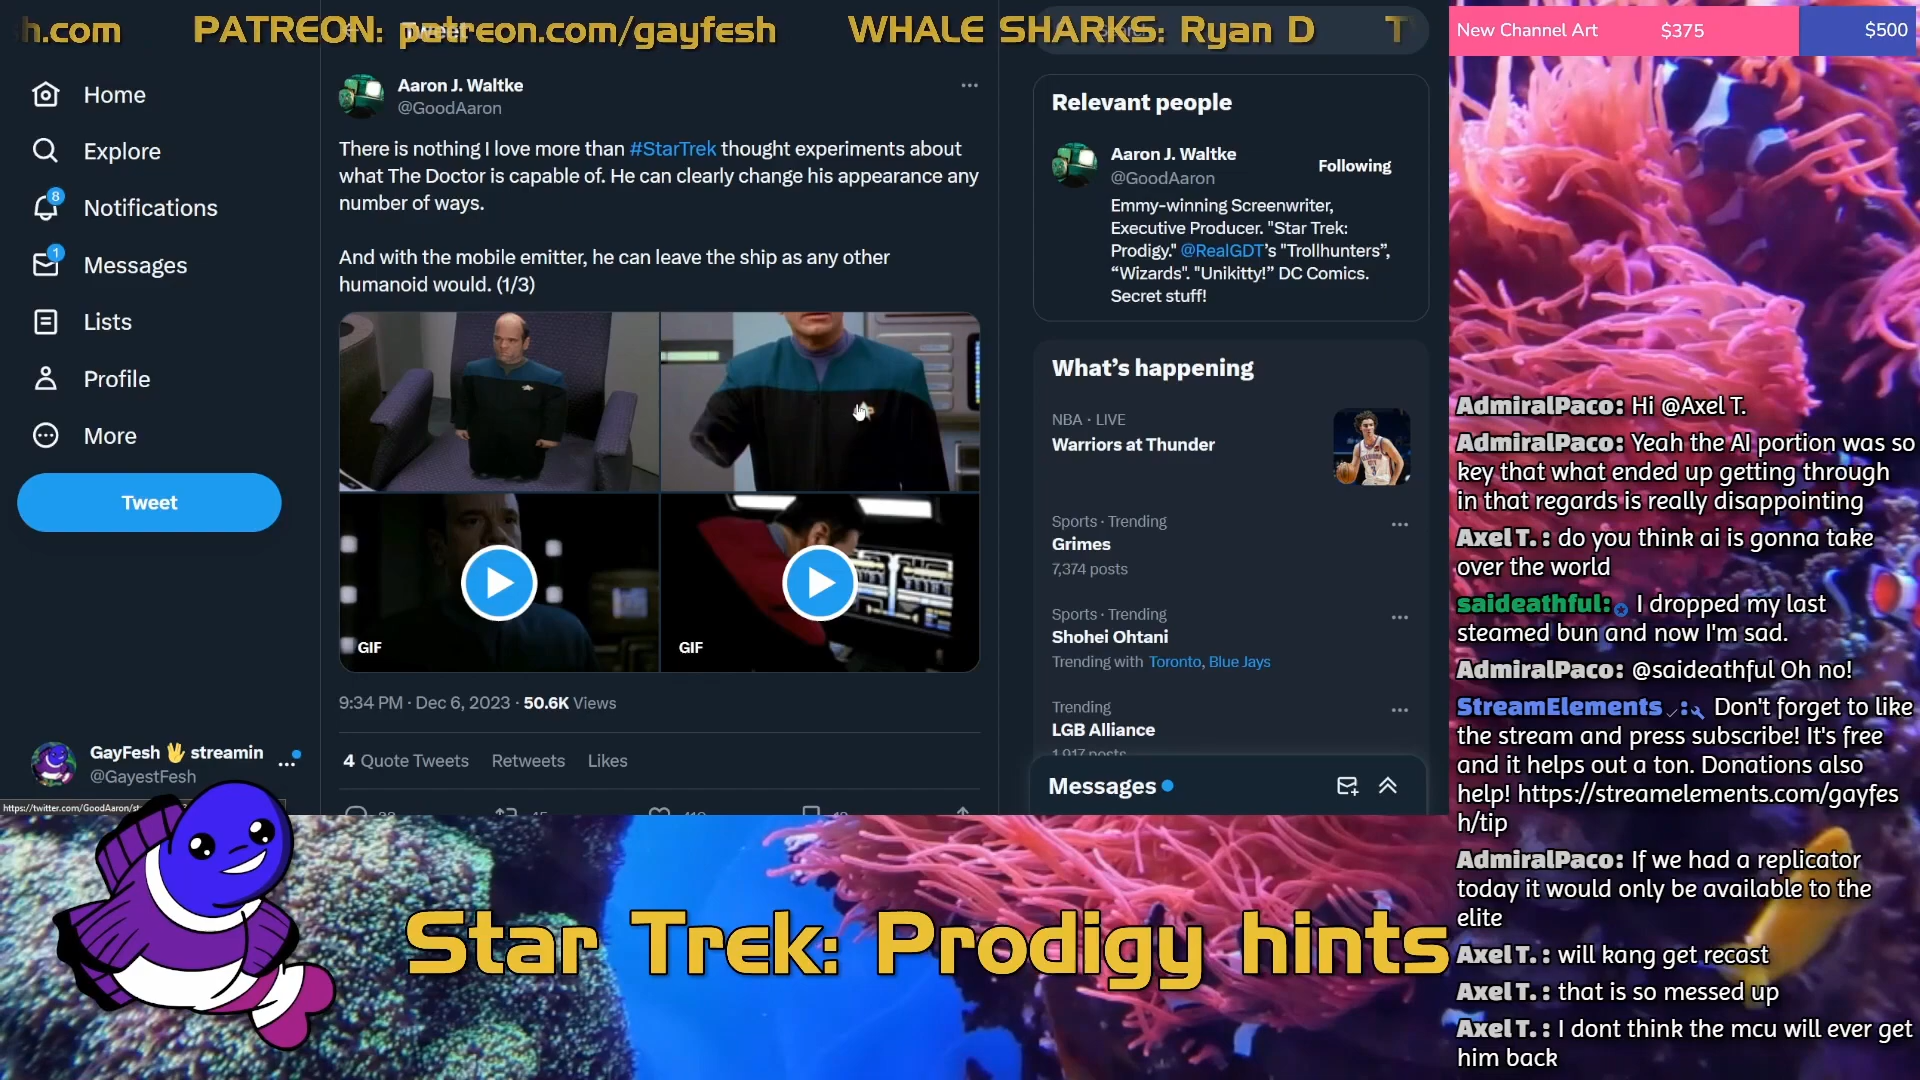 h.com PATREON: patreon.com/gayfesh WHALE SHARKS: Ryan D T
New Channel Art $375 $500
Home
Explore
8
Notifications
1
Messages
Lists
Profile
More
Tweet
GayFesh 🖖 streamin
@GayestFesh
Aaron J. Waltke
@GoodAaron
There is nothing I love more than #StarTrek thought experiments about
what The Doctor is capable of. He can clearly change his appearance any
number of ways.
And with the mobile emitter, he can leave the ship as any other
humanoid would. (1/3)
GIF
GIF
9:34 PM · Dec 6, 2023 · 50.6K Views
4 Quote Tweets Retweets Likes
Relevant people
Aaron J. Waltke
@GoodAaron
Following
Emmy-winning Screenwriter,
Executive Producer. "Star Trek:
Prodigy." @RealGDT's "Trollhunters”,
“Wizards". "Unikitty!” DC Comics.
Secret stuff!
What's happening
NBA · LIVE
Warriors at Thunder
Sports · Trending
Grimes
7,374 posts
Sports · Trending
Shohei Ohtani
Trending with Toronto, Blue Jays
Trending
LGB Alliance
1,917 posts
Messages
AdmiralPaco: Hi @Axel T.
AdmiralPaco: Yeah the AI portion was so
key that what ended up getting through
in that regards is really disappointing
Axel T. : do you think ai is gonna take
over the world
saideathful: I dropped my last
steamed bun and now I'm sad.
AdmiralPaco: @saideathful Oh no!
StreamElements : Don't forget to like
the stream and press subscribe! It's free
and it helps out a ton. Donations also
help! https://streamelements.com/gayfes
h/tip
AdmiralPaco: If we had a replicator
today it would only be available to the
elite
Axel T. : will kang get recast
Axel T. : that is so messed up
Axel T. : I dont think the mcu will ever get
him back
https://twitter.com/GoodAaron/st
Star Trek: Prodigy hints